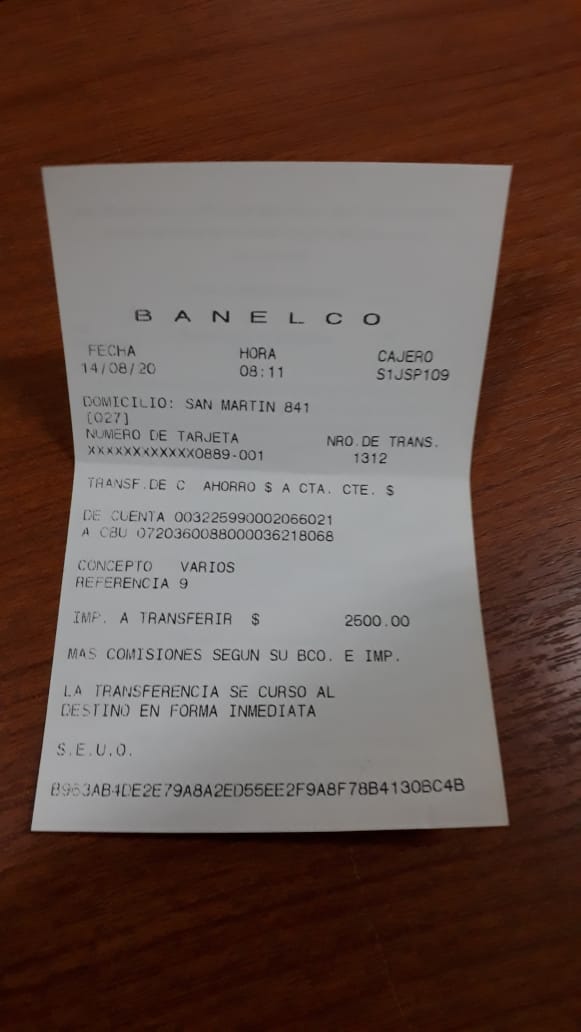 B A N E L C O
FECHA HORA CAJERO
14/08/20 08:11 S1JSP109
DOMICILIO: SAN MARTIN 841
[027]
NUMERO DE TARJETA NRO.DE TRANS.
XXXXXXXXXXXX0889-001 1312
TRANSF.DE C AHORRO $ A CTA. CTE. $
DE CUENTA 003225990002066021
A CBU 0720360088000036218068
CONCEPTO VARIOS
REFERENCIA 9
IMP. A TRANSFERIR $ 2500.00
MAS COMISIONES SEGUN SU BCO. E IMP.
LA TRANSFERENCIA SE CURSO AL
DESTINO EN FORMA INMEDIATA
S.E.U.O.
B963AB4DE2E79A8A2ED55EE2F9A8F78B4130BC4B